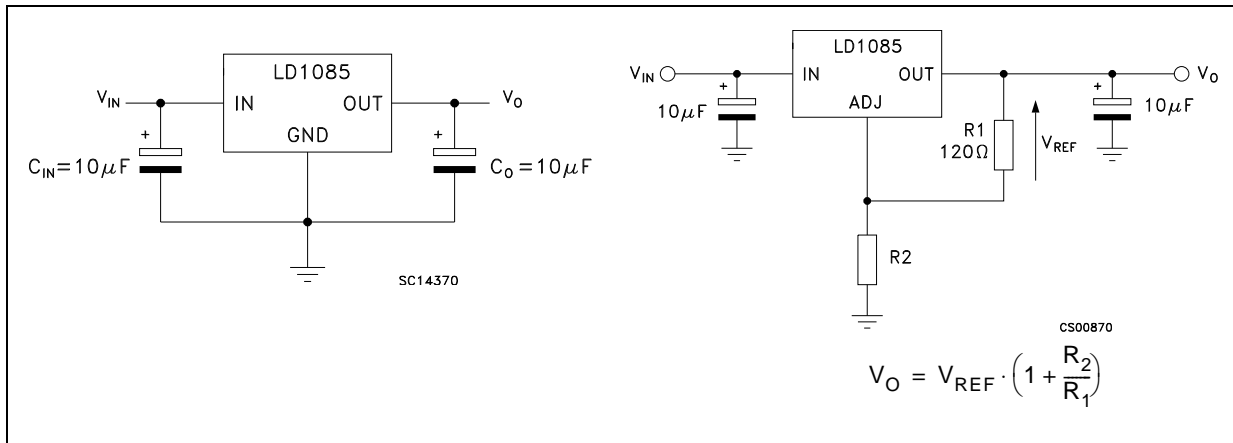 LD1085
V_IN IN OUT V_O
GND
+ +
C_IN=10μF C_O=10μF
SC14370
LD1085
V_IN IN OUT V_O
+ +
10μF ADJ R1 V_REF 10μF
120Ω
R2
CS00870
V_O = V_REF · (1 + R_2/R_1)